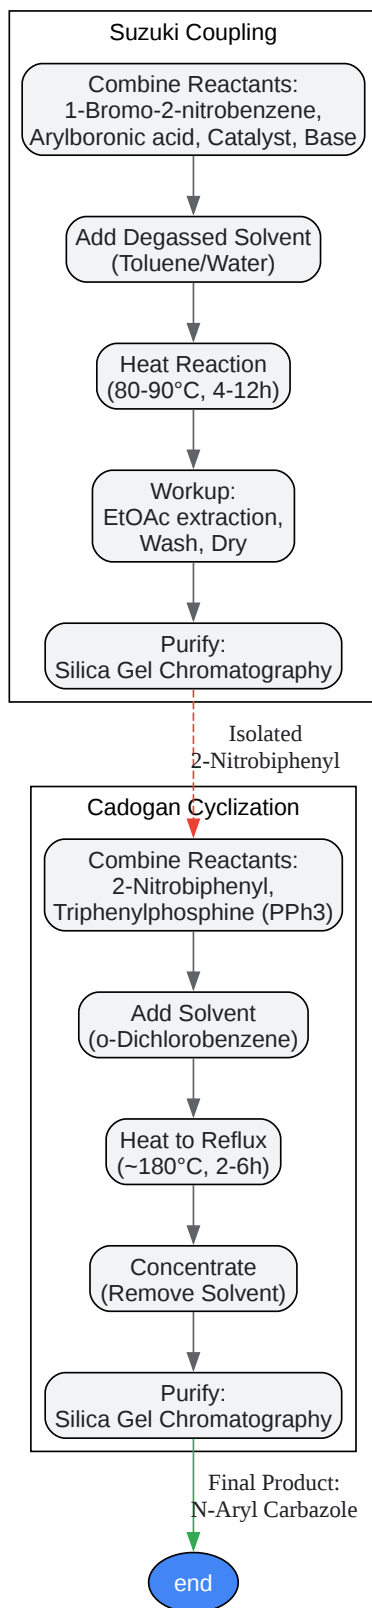 Suzuki Coupling
Combine Reactants:
1-Bromo-2-nitrobenzene,
Arylboronic acid, Catalyst, Base
Add Degassed Solvent
(Toluene/Water)
Heat Reaction
(80-90°C, 4-12h)
Workup:
EtOAc extraction,
Wash, Dry
Purify:
Silica Gel Chromatography
Isolated
2-Nitrobiphenyl
Cadogan Cyclization
Combine Reactants:
2-Nitrobiphenyl,
Triphenylphosphine (PPh3)
Add Solvent
(o-Dichlorobenzene)
Heat to Reflux
(~180°C, 2-6h)
Concentrate
(Remove Solvent)
Purify:
Silica Gel Chromatography
Final Product:
N-Aryl Carbazole
end